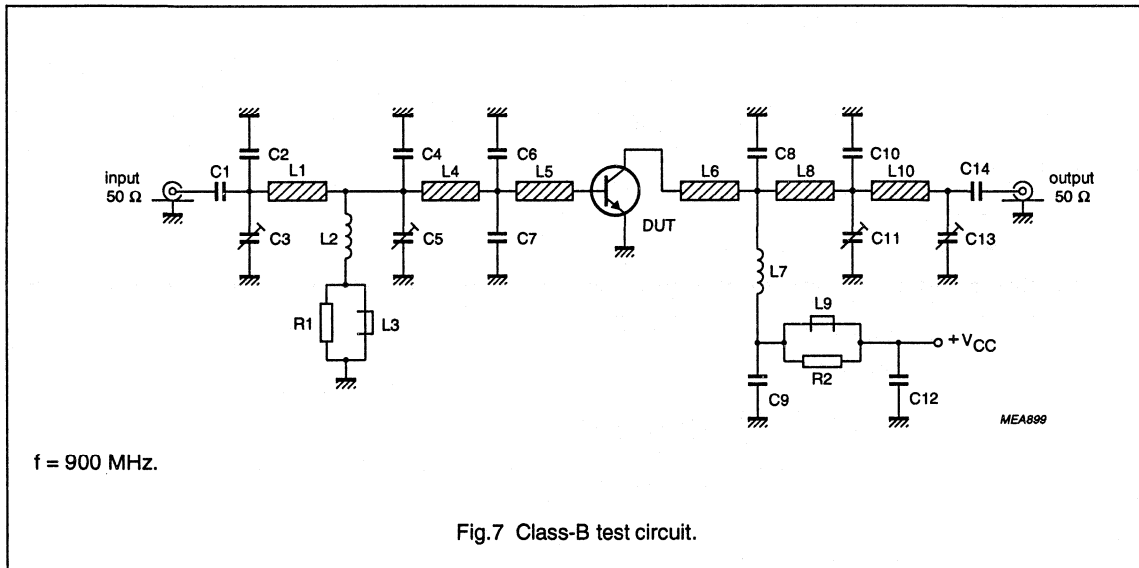 C2 C4 C6 C8 C10
input 50 Ω C1 L1 L4 L5 L6 L8 L10 C14 output 50 Ω
DUT
C3 L2 C5 C7 L7 C11 C13
R1 L3 L9
+VCC
R2
C9 C12
MEA899
f = 900 MHz.
Fig.7 Class-B test circuit.